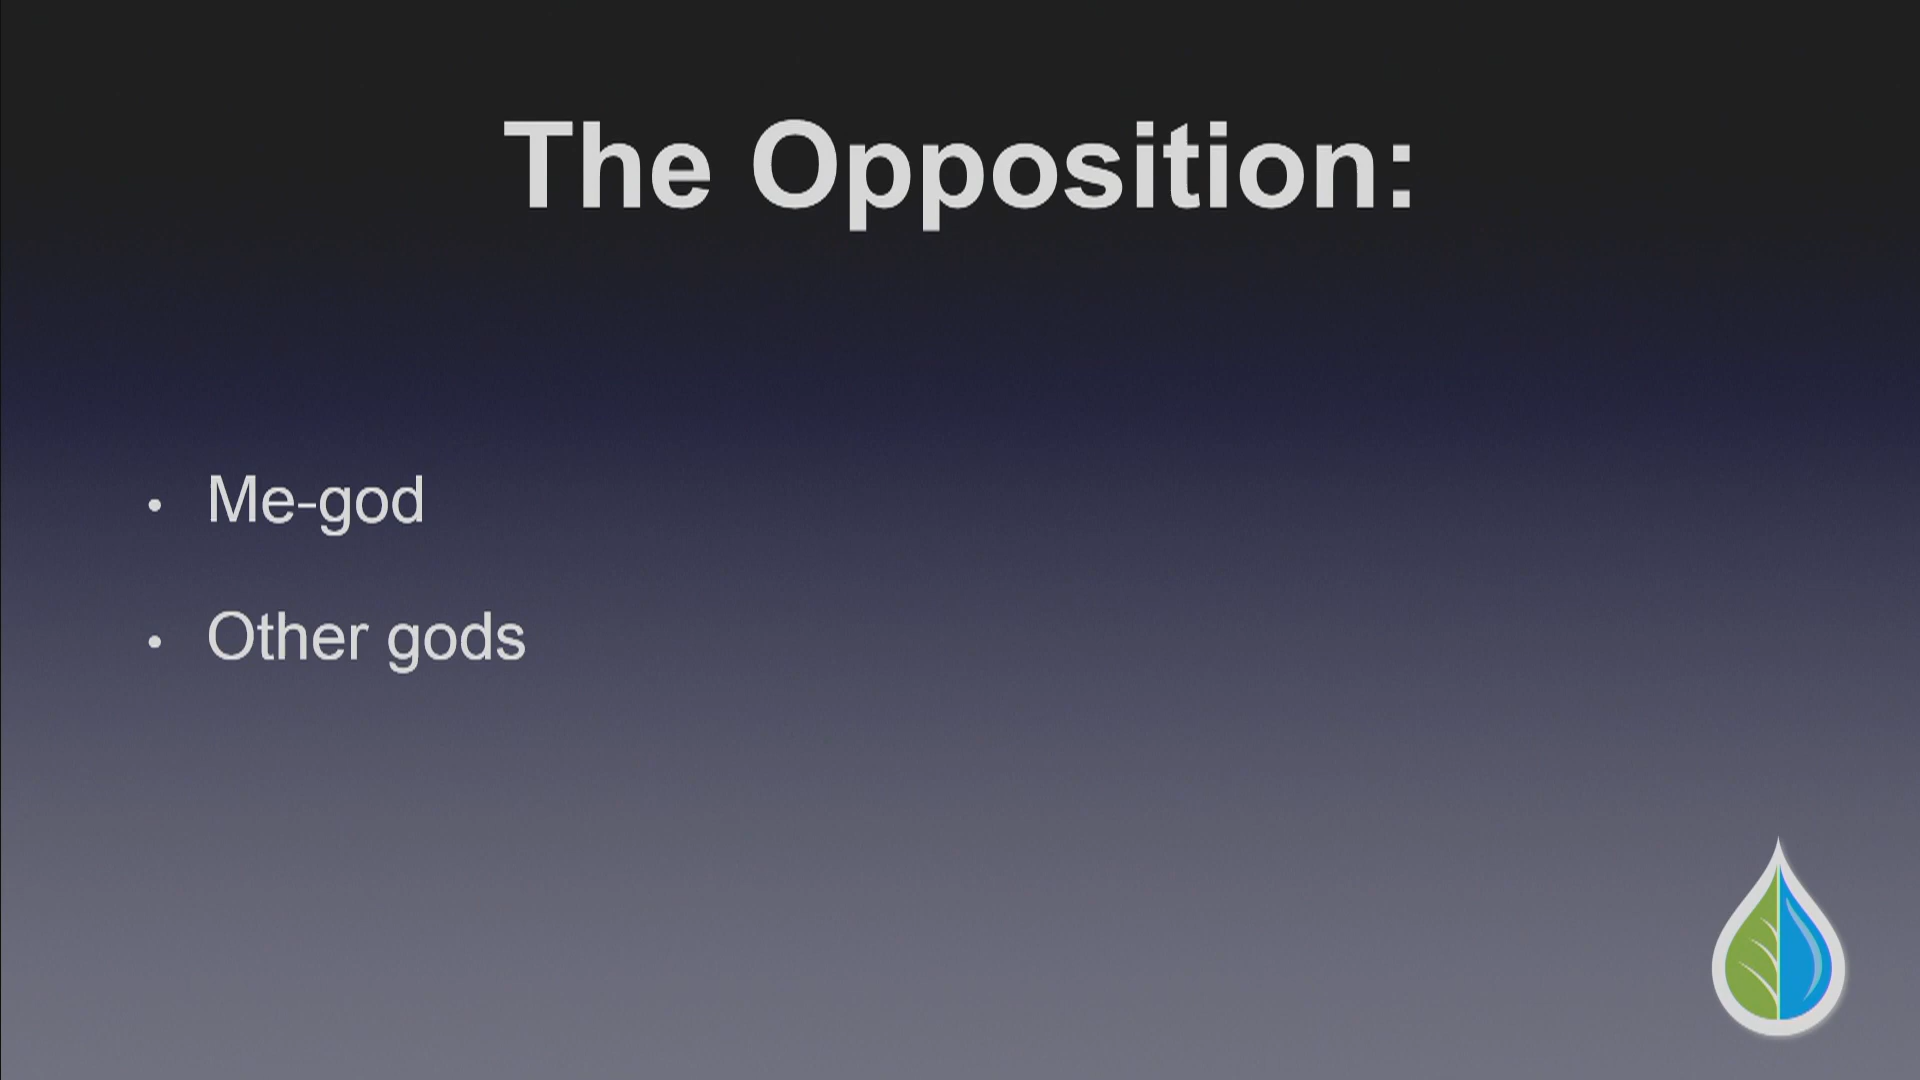 The Opposition:
• Me-god
• Other gods